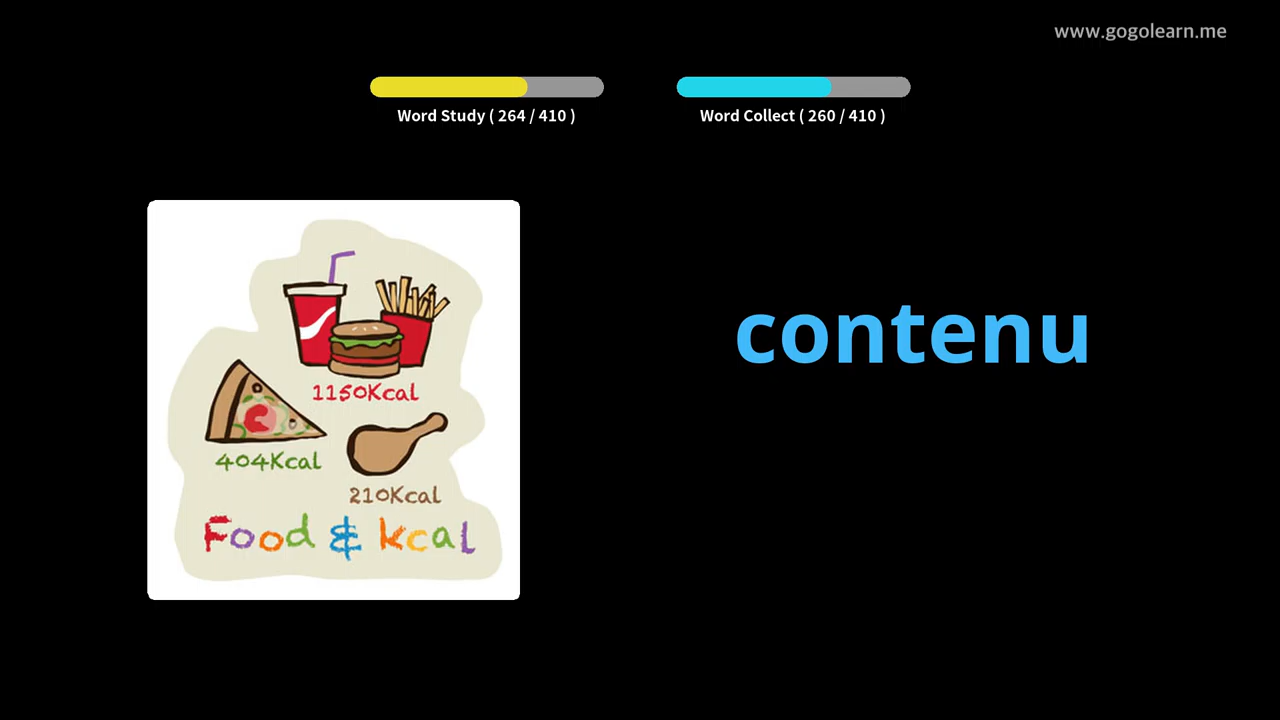 www.gogolearn.me
Word Study ( 264 / 410 )
Word Collect ( 260 / 410 )
1150Kcal
404Kcal
210Kcal
Food & kcal
contenu